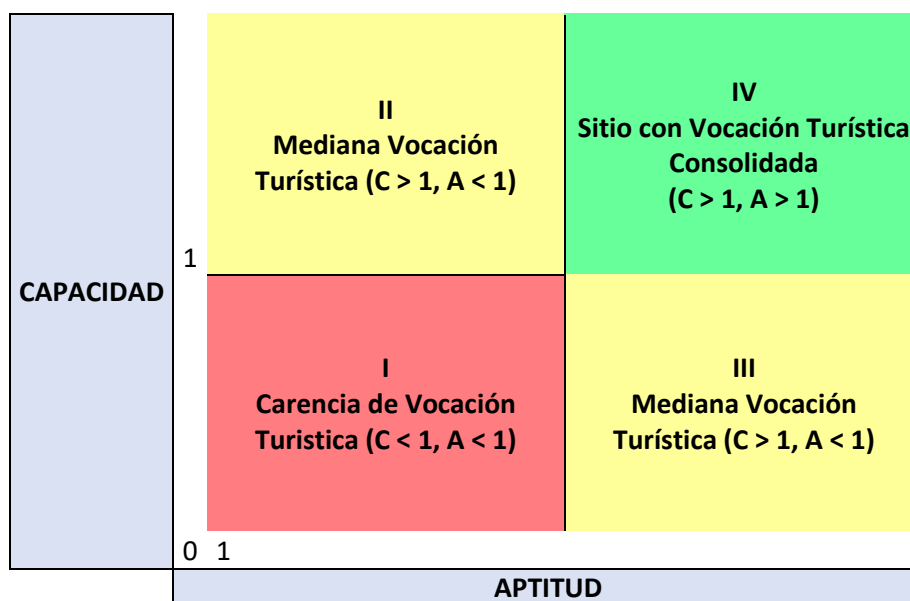 II
Mediana Vocación
Turística (C > 1, A < 1)
IV
Sitio con Vocación Turística
Consolidada
(C > 1, A > 1)
1
CAPACIDAD
I
Carencia de Vocación
Turistica (C < 1, A < 1)
III
Mediana Vocación
Turística (C > 1, A < 1)
0 1
APTITUD